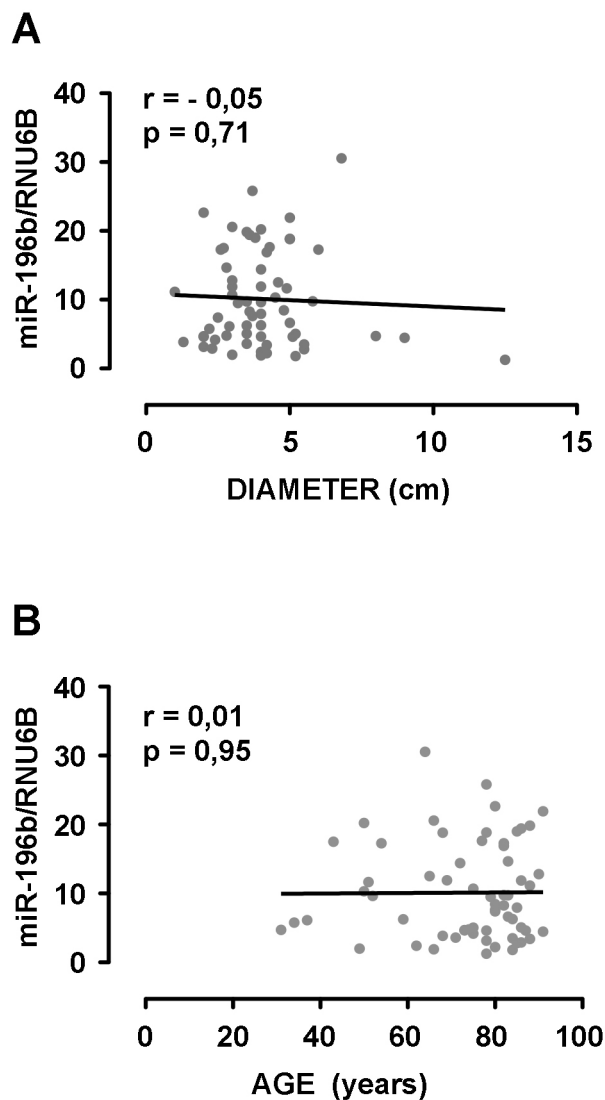 A
miR-196b/RNU6B
40
30
20
10
0
r = - 0,05
p = 0,71
0 5 10 15
DIAMETER (cm)
B
miR-196b/RNU6B
40
30
20
10
0
r = 0,01
p = 0,95
0 20 40 60 80 100
AGE (years)